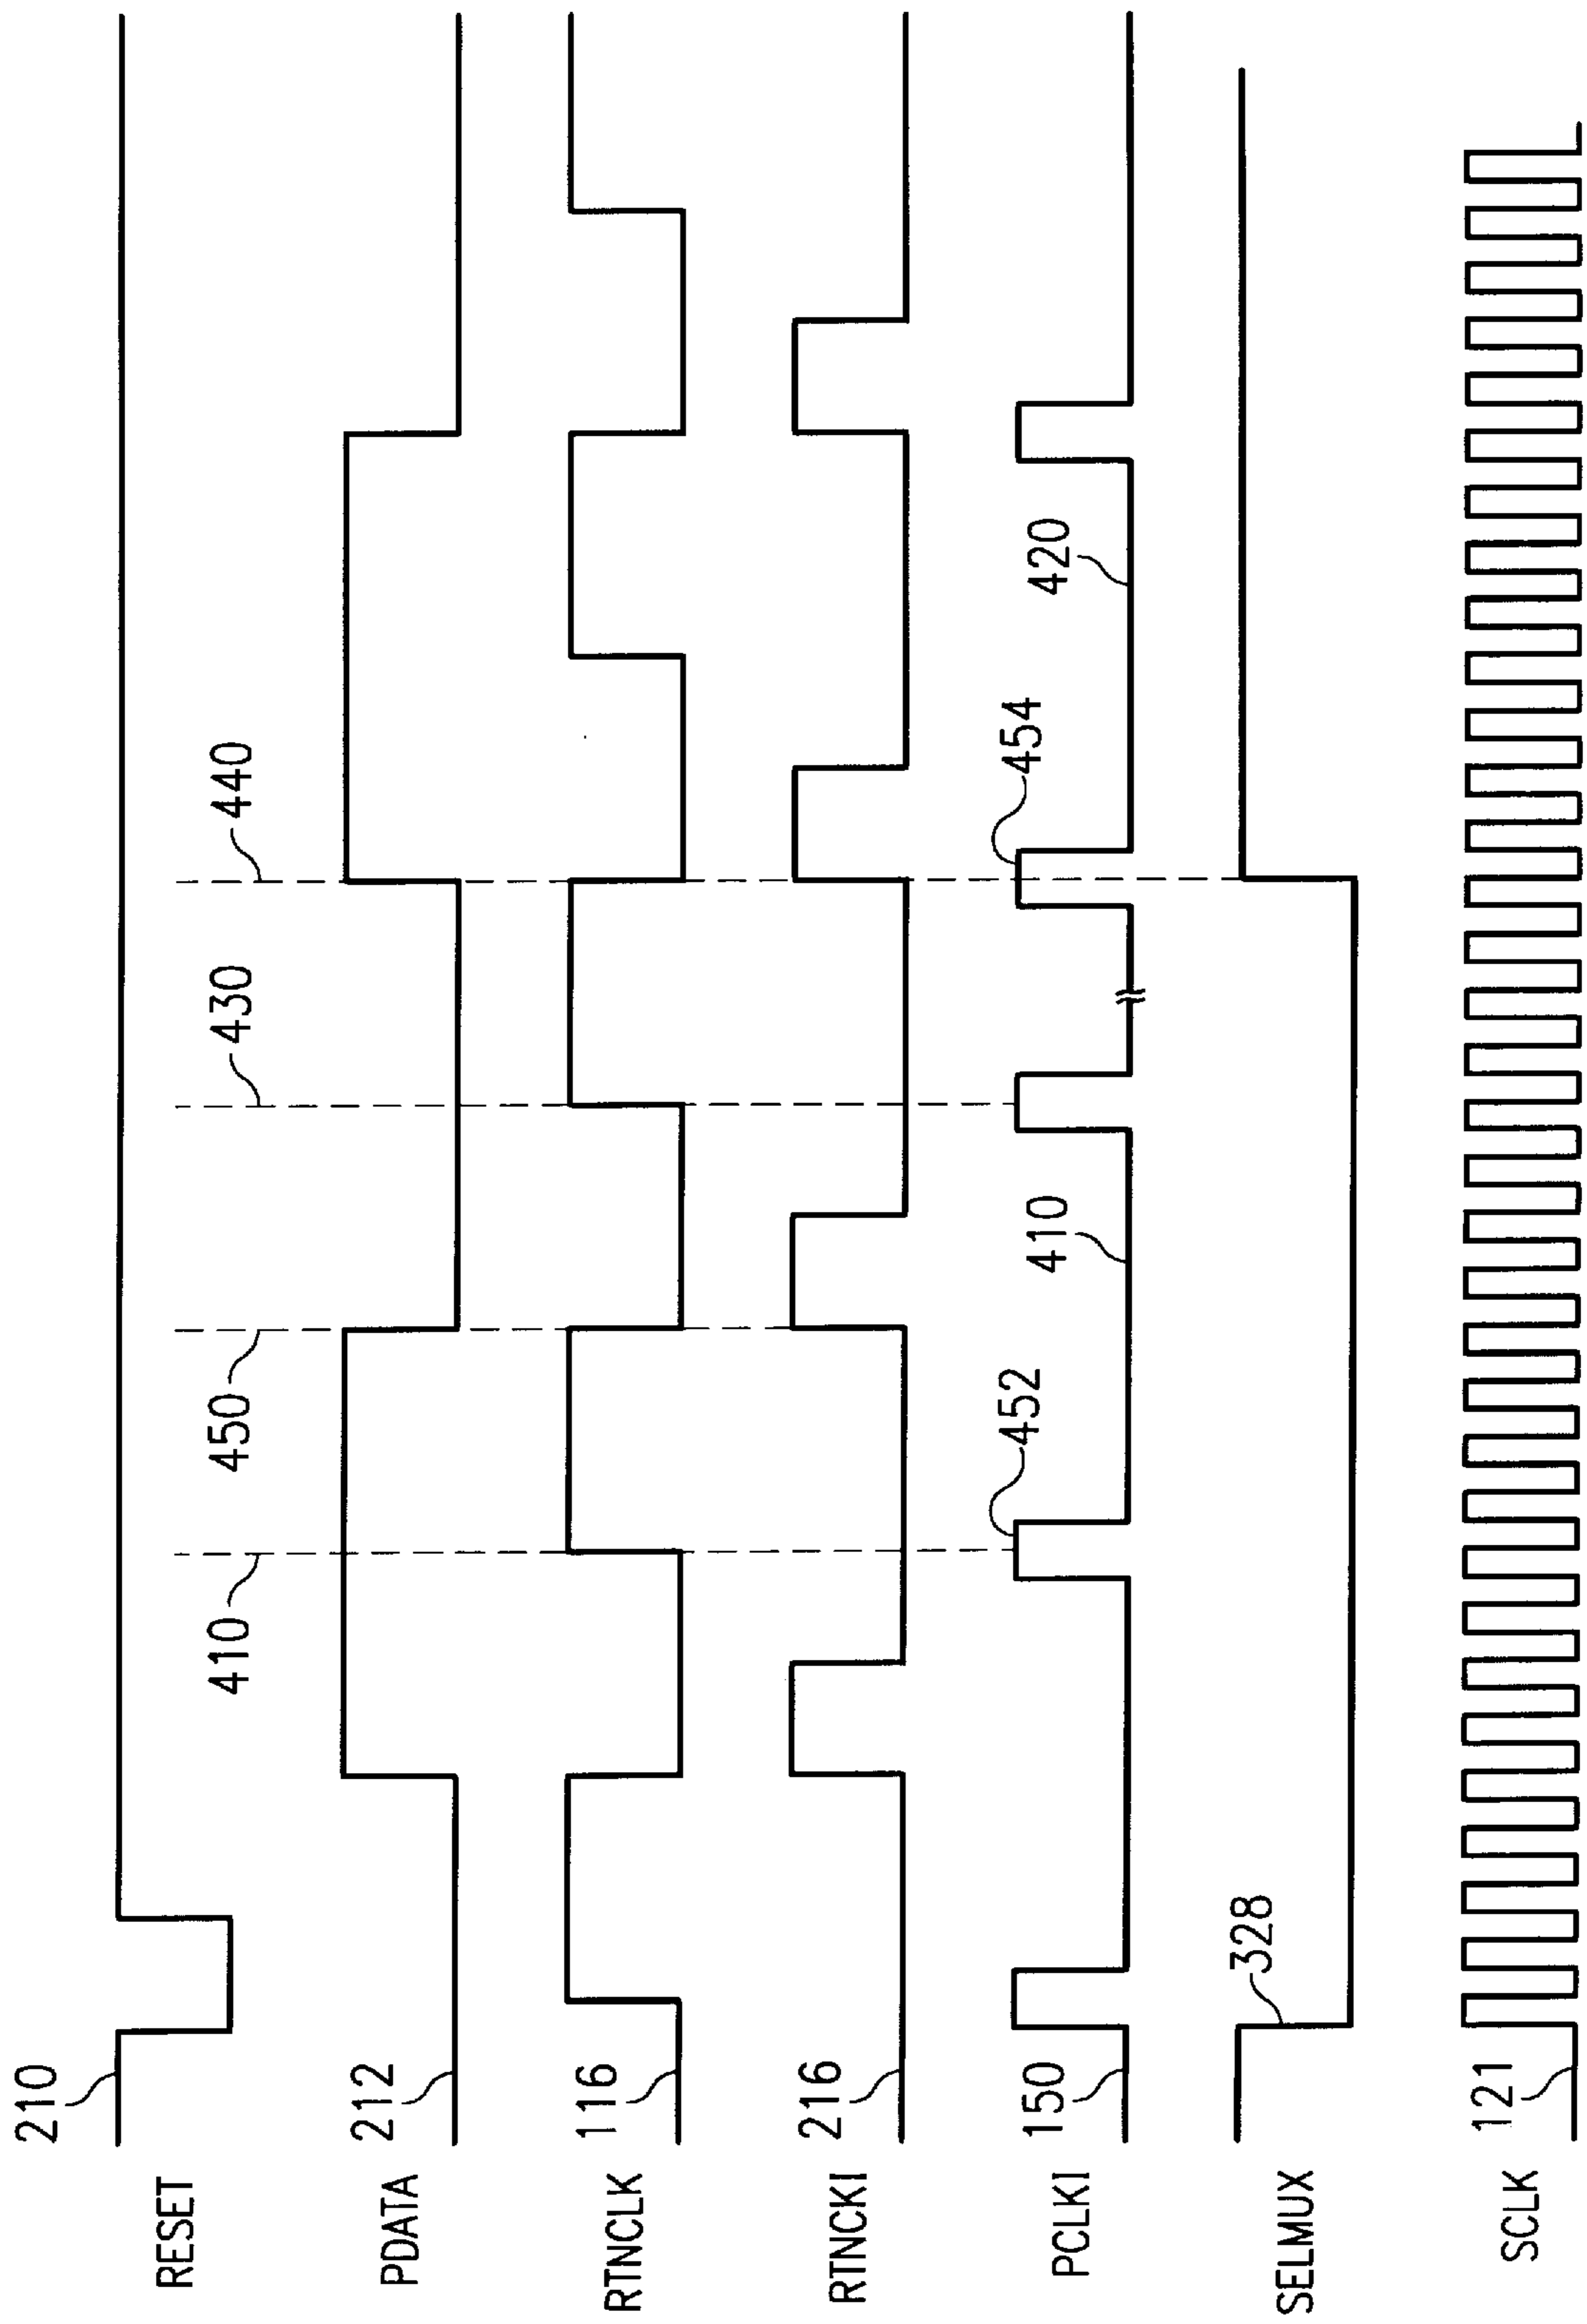 RESET
210
410
450
430
440
PDATA
212
RTNCLK
116
RTNCKI
216
PCLKI
150
452
410
454
420
SELMUX
328
SCLK
121